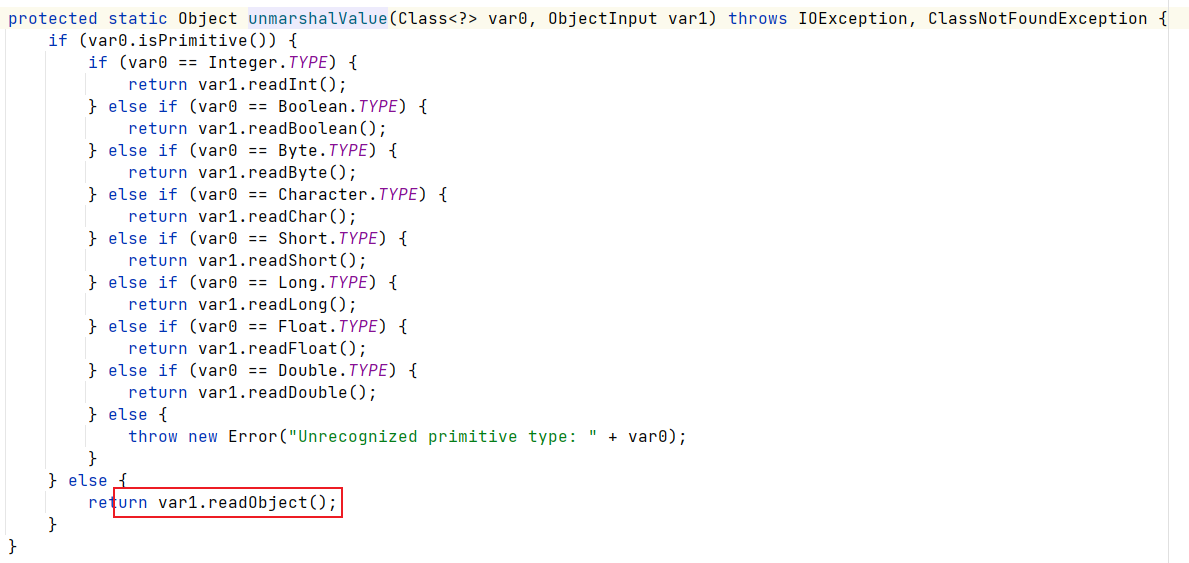 protected static Object unmarshalValue(Class<?> var0, ObjectInput var1) throws IOException, ClassNotFoundException {
    if (var0.isPrimitive()) {
        if (var0 == Integer.TYPE) {
            return var1.readInt();
        } else if (var0 == Boolean.TYPE) {
            return var1.readBoolean();
        } else if (var0 == Byte.TYPE) {
            return var1.readByte();
        } else if (var0 == Character.TYPE) {
            return var1.readChar();
        } else if (var0 == Short.TYPE) {
            return var1.readShort();
        } else if (var0 == Long.TYPE) {
            return var1.readLong();
        } else if (var0 == Float.TYPE) {
            return var1.readFloat();
        } else if (var0 == Double.TYPE) {
            return var1.readDouble();
        } else {
            throw new Error("Unrecognized primitive type: " + var0);
        }
    } else {
        return var1.readObject();
    }
}